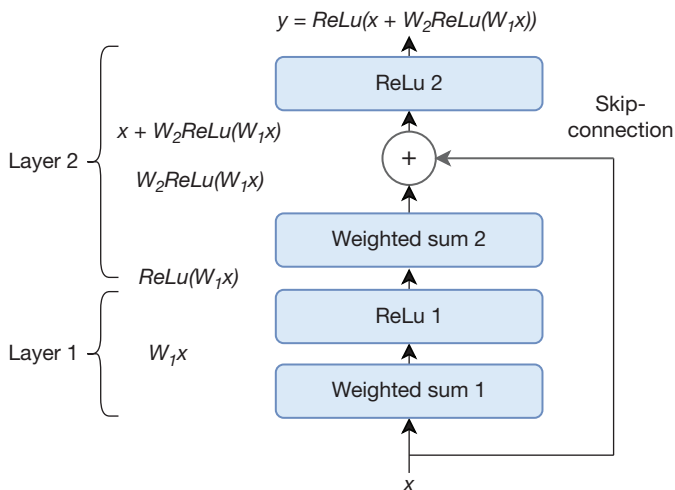 y = ReLu(x + W₂ReLu(W₁x))
ReLu 2
Skip-
connection
x + W₂ReLu(W₁x)
+
Layer 2
W₂ReLu(W₁x)
Weighted sum 2
ReLu(W₁x)
ReLu 1
Layer 1
W₁x
Weighted sum 1
x